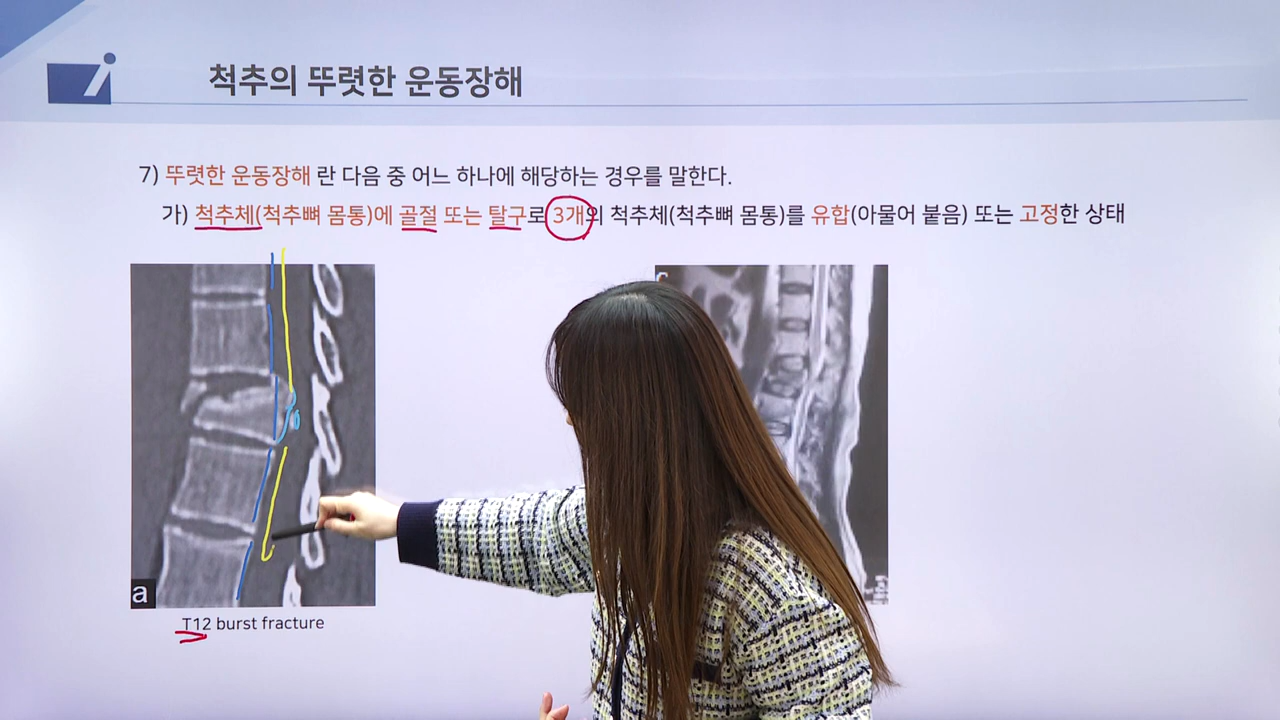 척추의 뚜렷한 운동장해
7) 뚜렷한 운동장해 란 다음 중 어느 하나에 해당하는 경우를 말한다.
가) 척추체(척추뼈 몸통)에 골절 또는 탈구로 3개의 척추체(척추뼈 몸통)를 유합(아물어 붙음) 또는 고정한 상태
a
T12 burst fracture